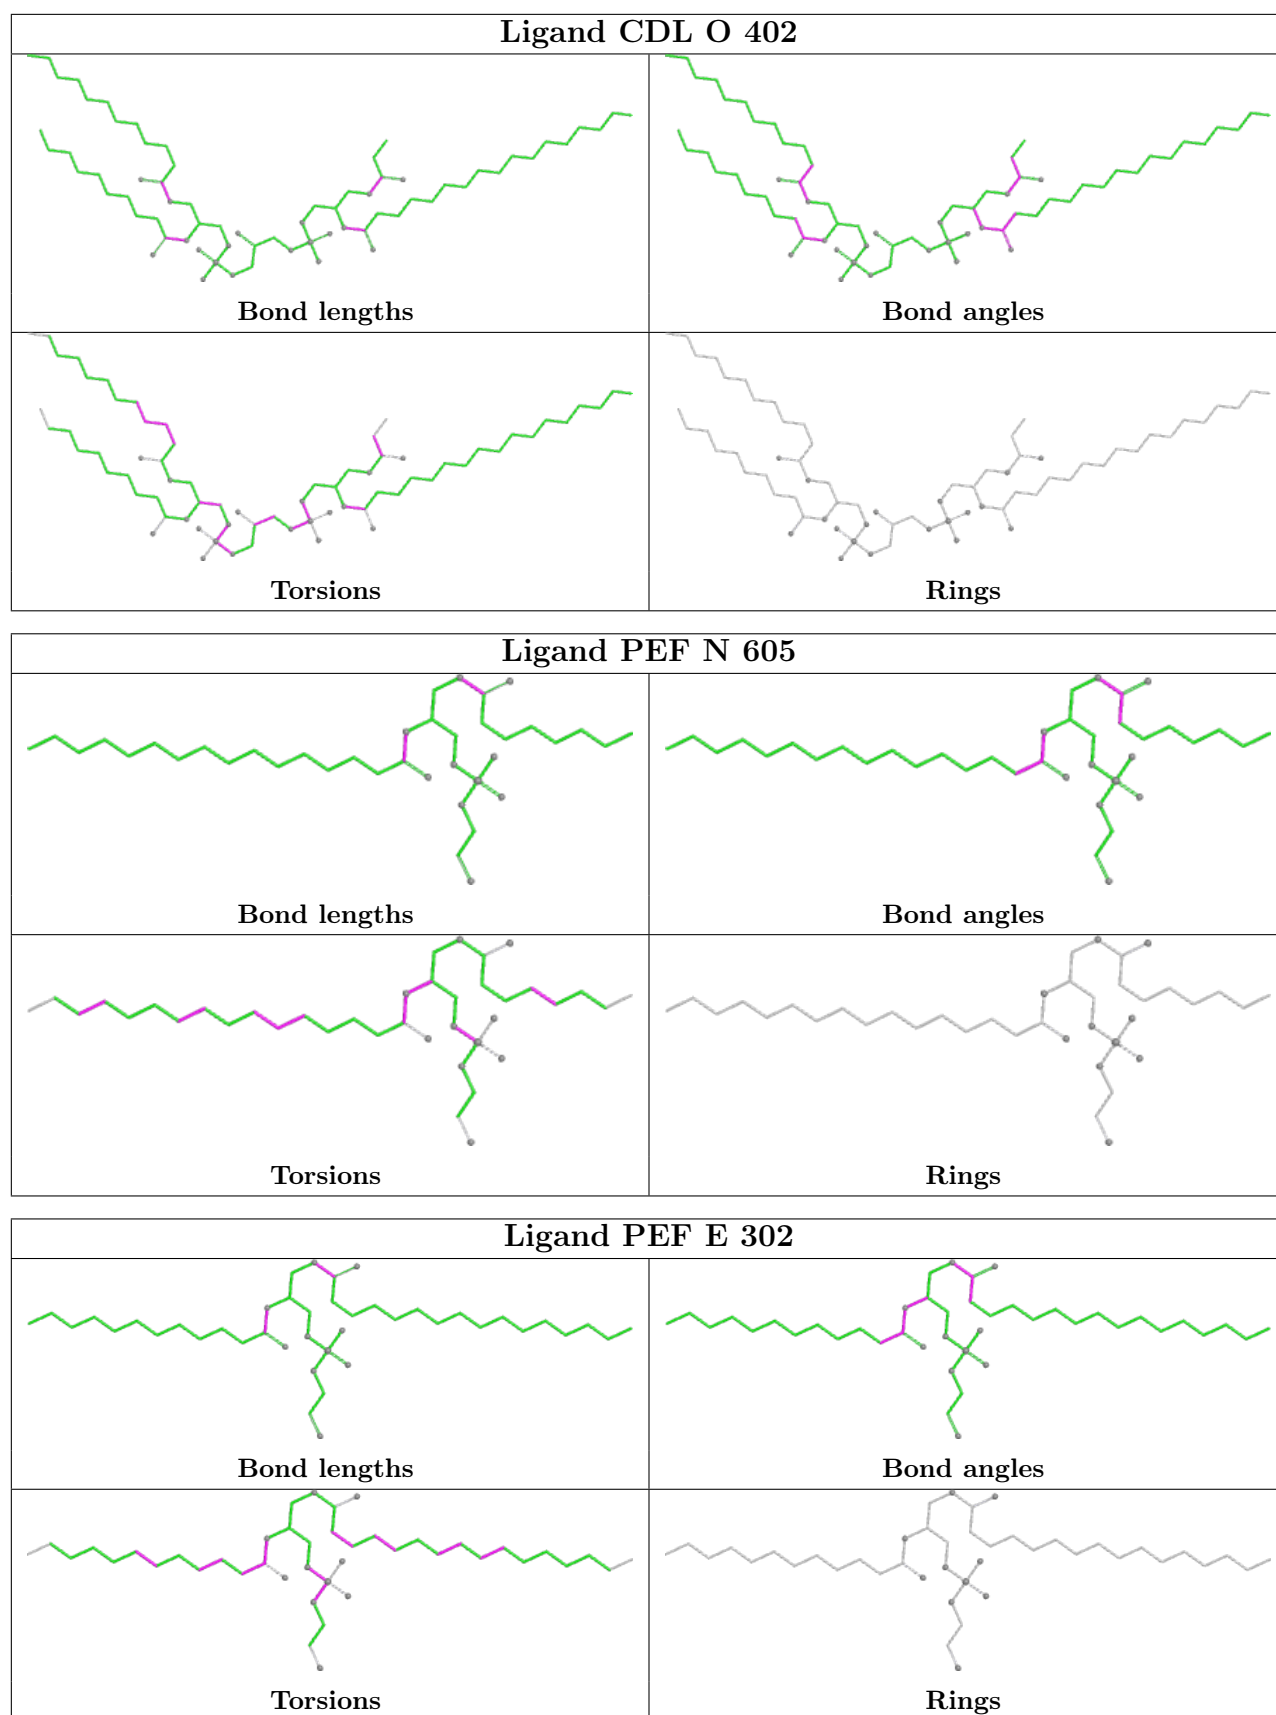 Ligand CDL O 402
Bond lengths
Bond angles
Torsions
Rings
Ligand PEF N 605
Bond lengths
Bond angles
Torsions
Rings
Ligand PEF E 302
Bond lengths
Bond angles
Torsions
Rings